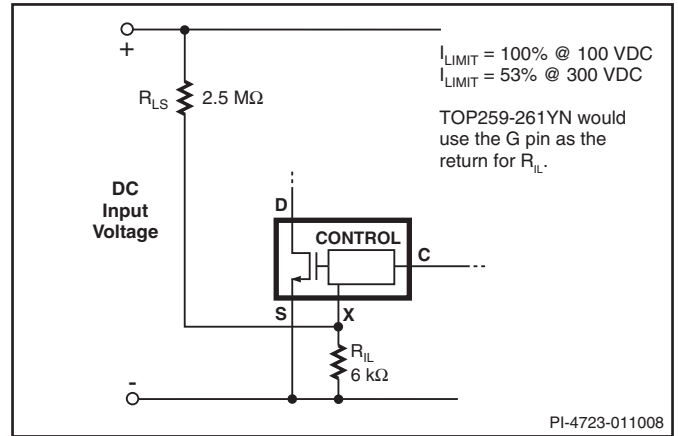 +
I_LIMIT = 100% @ 100 VDC
I_LIMIT = 53% @ 300 VDC
R_LS 2.5 MΩ
TOP259-261YN would
use the G pin as the
return for R_IL.
DC
Input
Voltage
D
CONTROL
C
S
X
R_IL
6 kΩ
-
PI-4723-011008